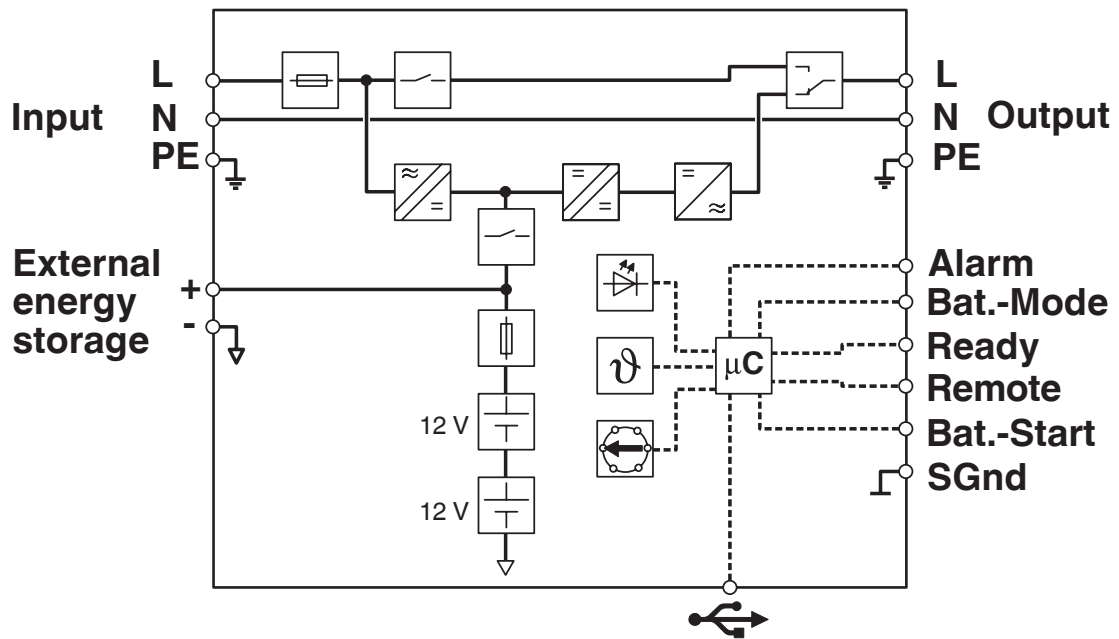 L
Input N
PE
L
N Output
PE
External
energy
storage
+
-
12 V
12 V
ϑ
µC
Alarm
Bat.-Mode
Ready
Remote
Bat.-Start
SGnd